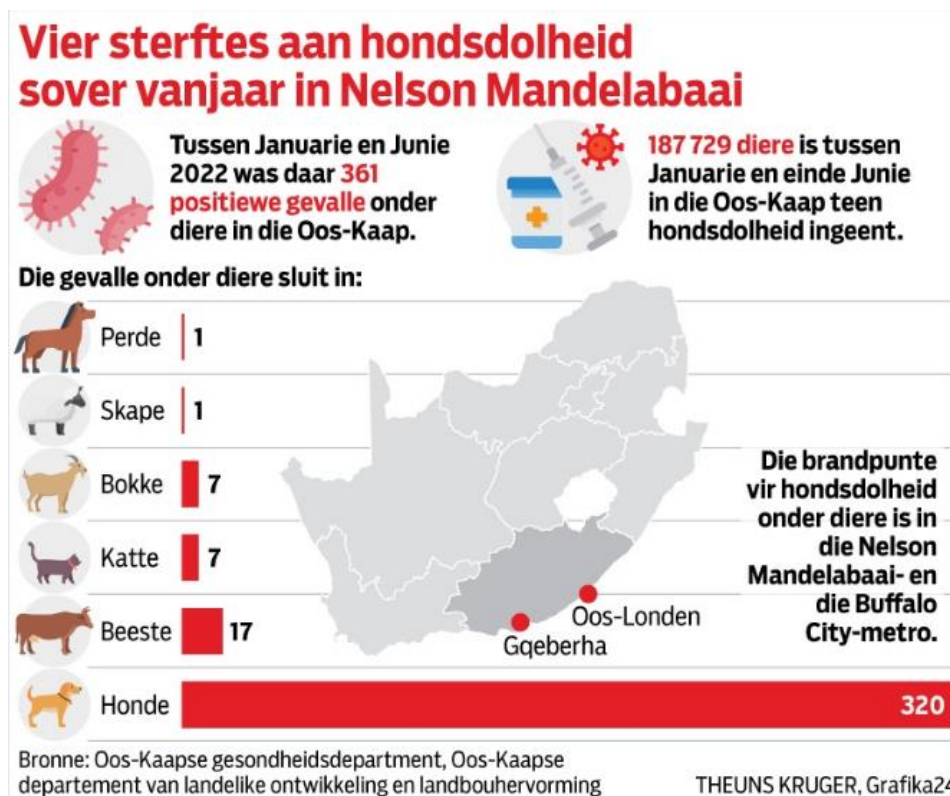 Vier sterftes aan hondsdolheid
sover vanjaar in Nelson Mandelabaai
Tussen Januarie en Junie
2022 was daar 361
positiewe gevalle onder
diere in die Oos-Kaap.
187 729 diere is tussen
Januarie en einde Junie
in die Oos-Kaap teen
hondsdolheid ingeent.
Die gevalle onder diere sluit in:
Perde 1
Skape 1
Bokke 7
Katte 7
Beeste 17
Honde 320
Die brandpunte
vir hondsdolheid
onder diere is in
die Nelson
Mandelabaai- en
die Buffalo
City-metro.
Oos-Londen
Gqeberha
Bronne: Oos-Kaapse gesondheidsdepartment, Oos-Kaapse
departement van landelike ontwikkeling en landbouhervorming
THEUNS KRUGER, Grafika24